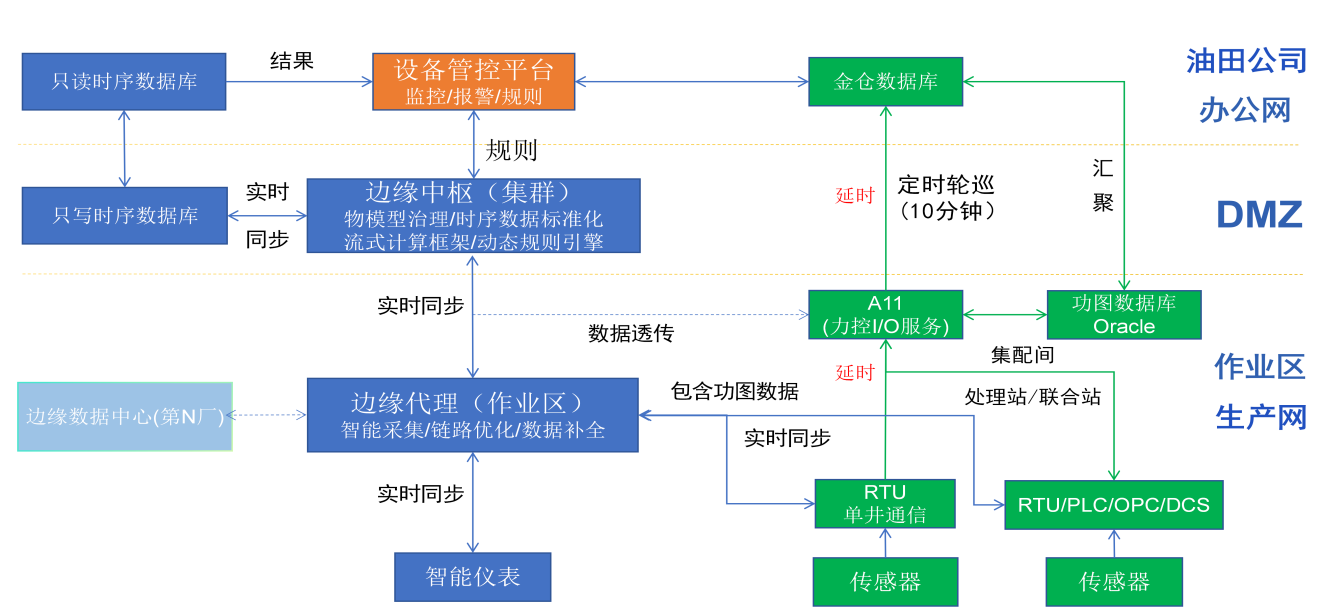 结果
油田公司
办公网
只读时序数据库
设备管控平台
监控/报警/规则
金仓数据库
规则
汇
聚
实时
同步
只写时序数据库
边缘中枢（集群）
物模型治理/时序数据标准化
流式计算框架/动态规则引擎
延时
定时轮巡
（10分钟）
DMZ
实时同步
数据透传
A11
(力控I/O服务)
功图数据库
Oracle
集配间
延时
处理站/联合站
作业区
生产网
边缘数据中心(第N厂)
边缘代理（作业区）
智能采集/链路优化/数据补全
包含功图数据
实时同步
实时同步
RTU
单井通信
RTU/PLC/OPC/DCS
智能仪表
传感器
传感器